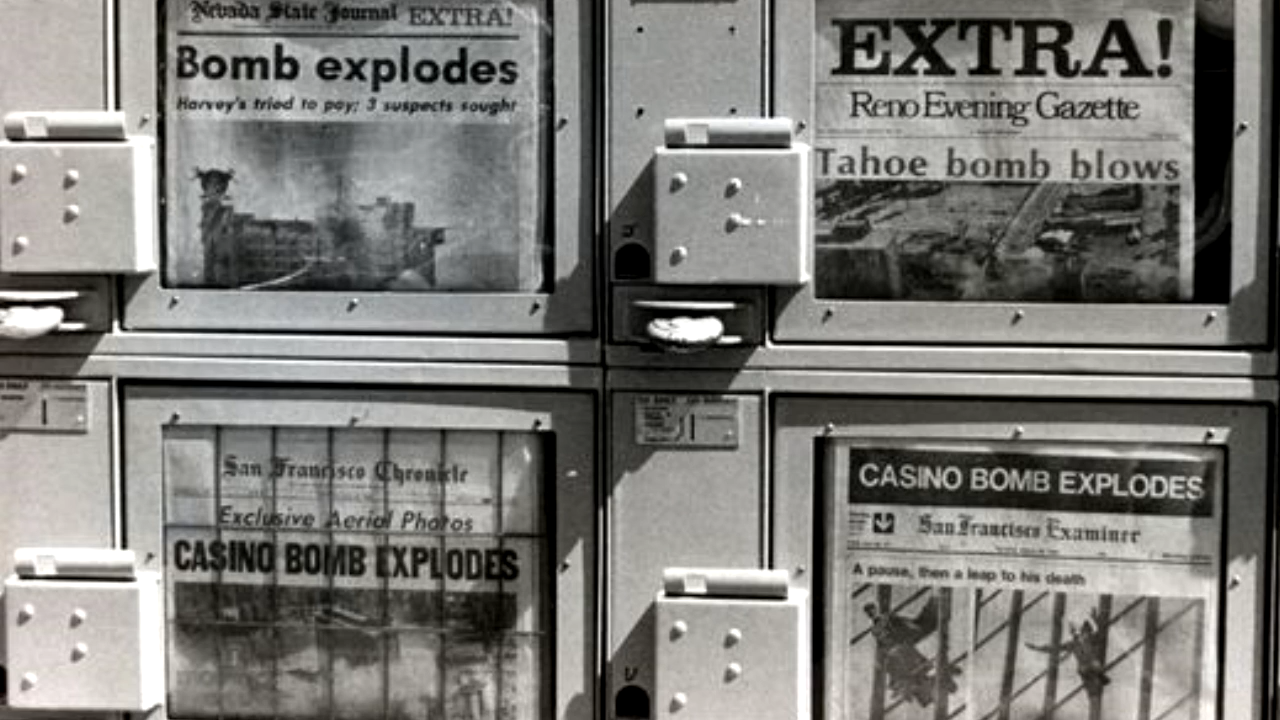 Nevada State Journal EXTRA!
Bomb explodes
Harvey's tried to pay; 3 suspects sought
EXTRA!
Reno Evening Gazette
Tahoe bomb blows
San Francisco Chronicle
Exclusive Aerial Photos
CASINO BOMB EXPLODES
CASINO BOMB EXPLODES
San Francisco Examiner
A pause, then a leap to his death